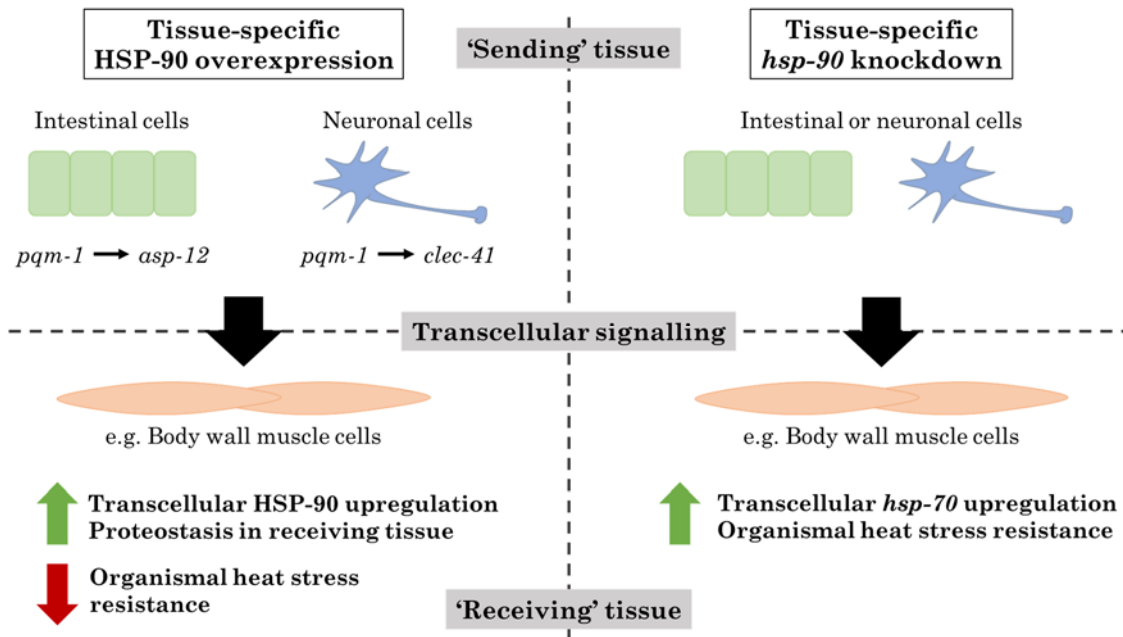 Tissue-specific
HSP-90 overexpression
‘Sending’ tissue
Tissue-specific
hsp-90 knockdown
Intestinal cells
Neuronal cells
Intestinal or neuronal cells
pqm-1 → asp-12
pqm-1 → clec-41
Transcellular signalling
e.g. Body wall muscle cells
e.g. Body wall muscle cells
Transcellular HSP-90 upregulation
Proteostasis in receiving tissue
Organismal heat stress
resistance
Transcellular hsp-70 upregulation
Organismal heat stress resistance
‘Receiving’ tissue